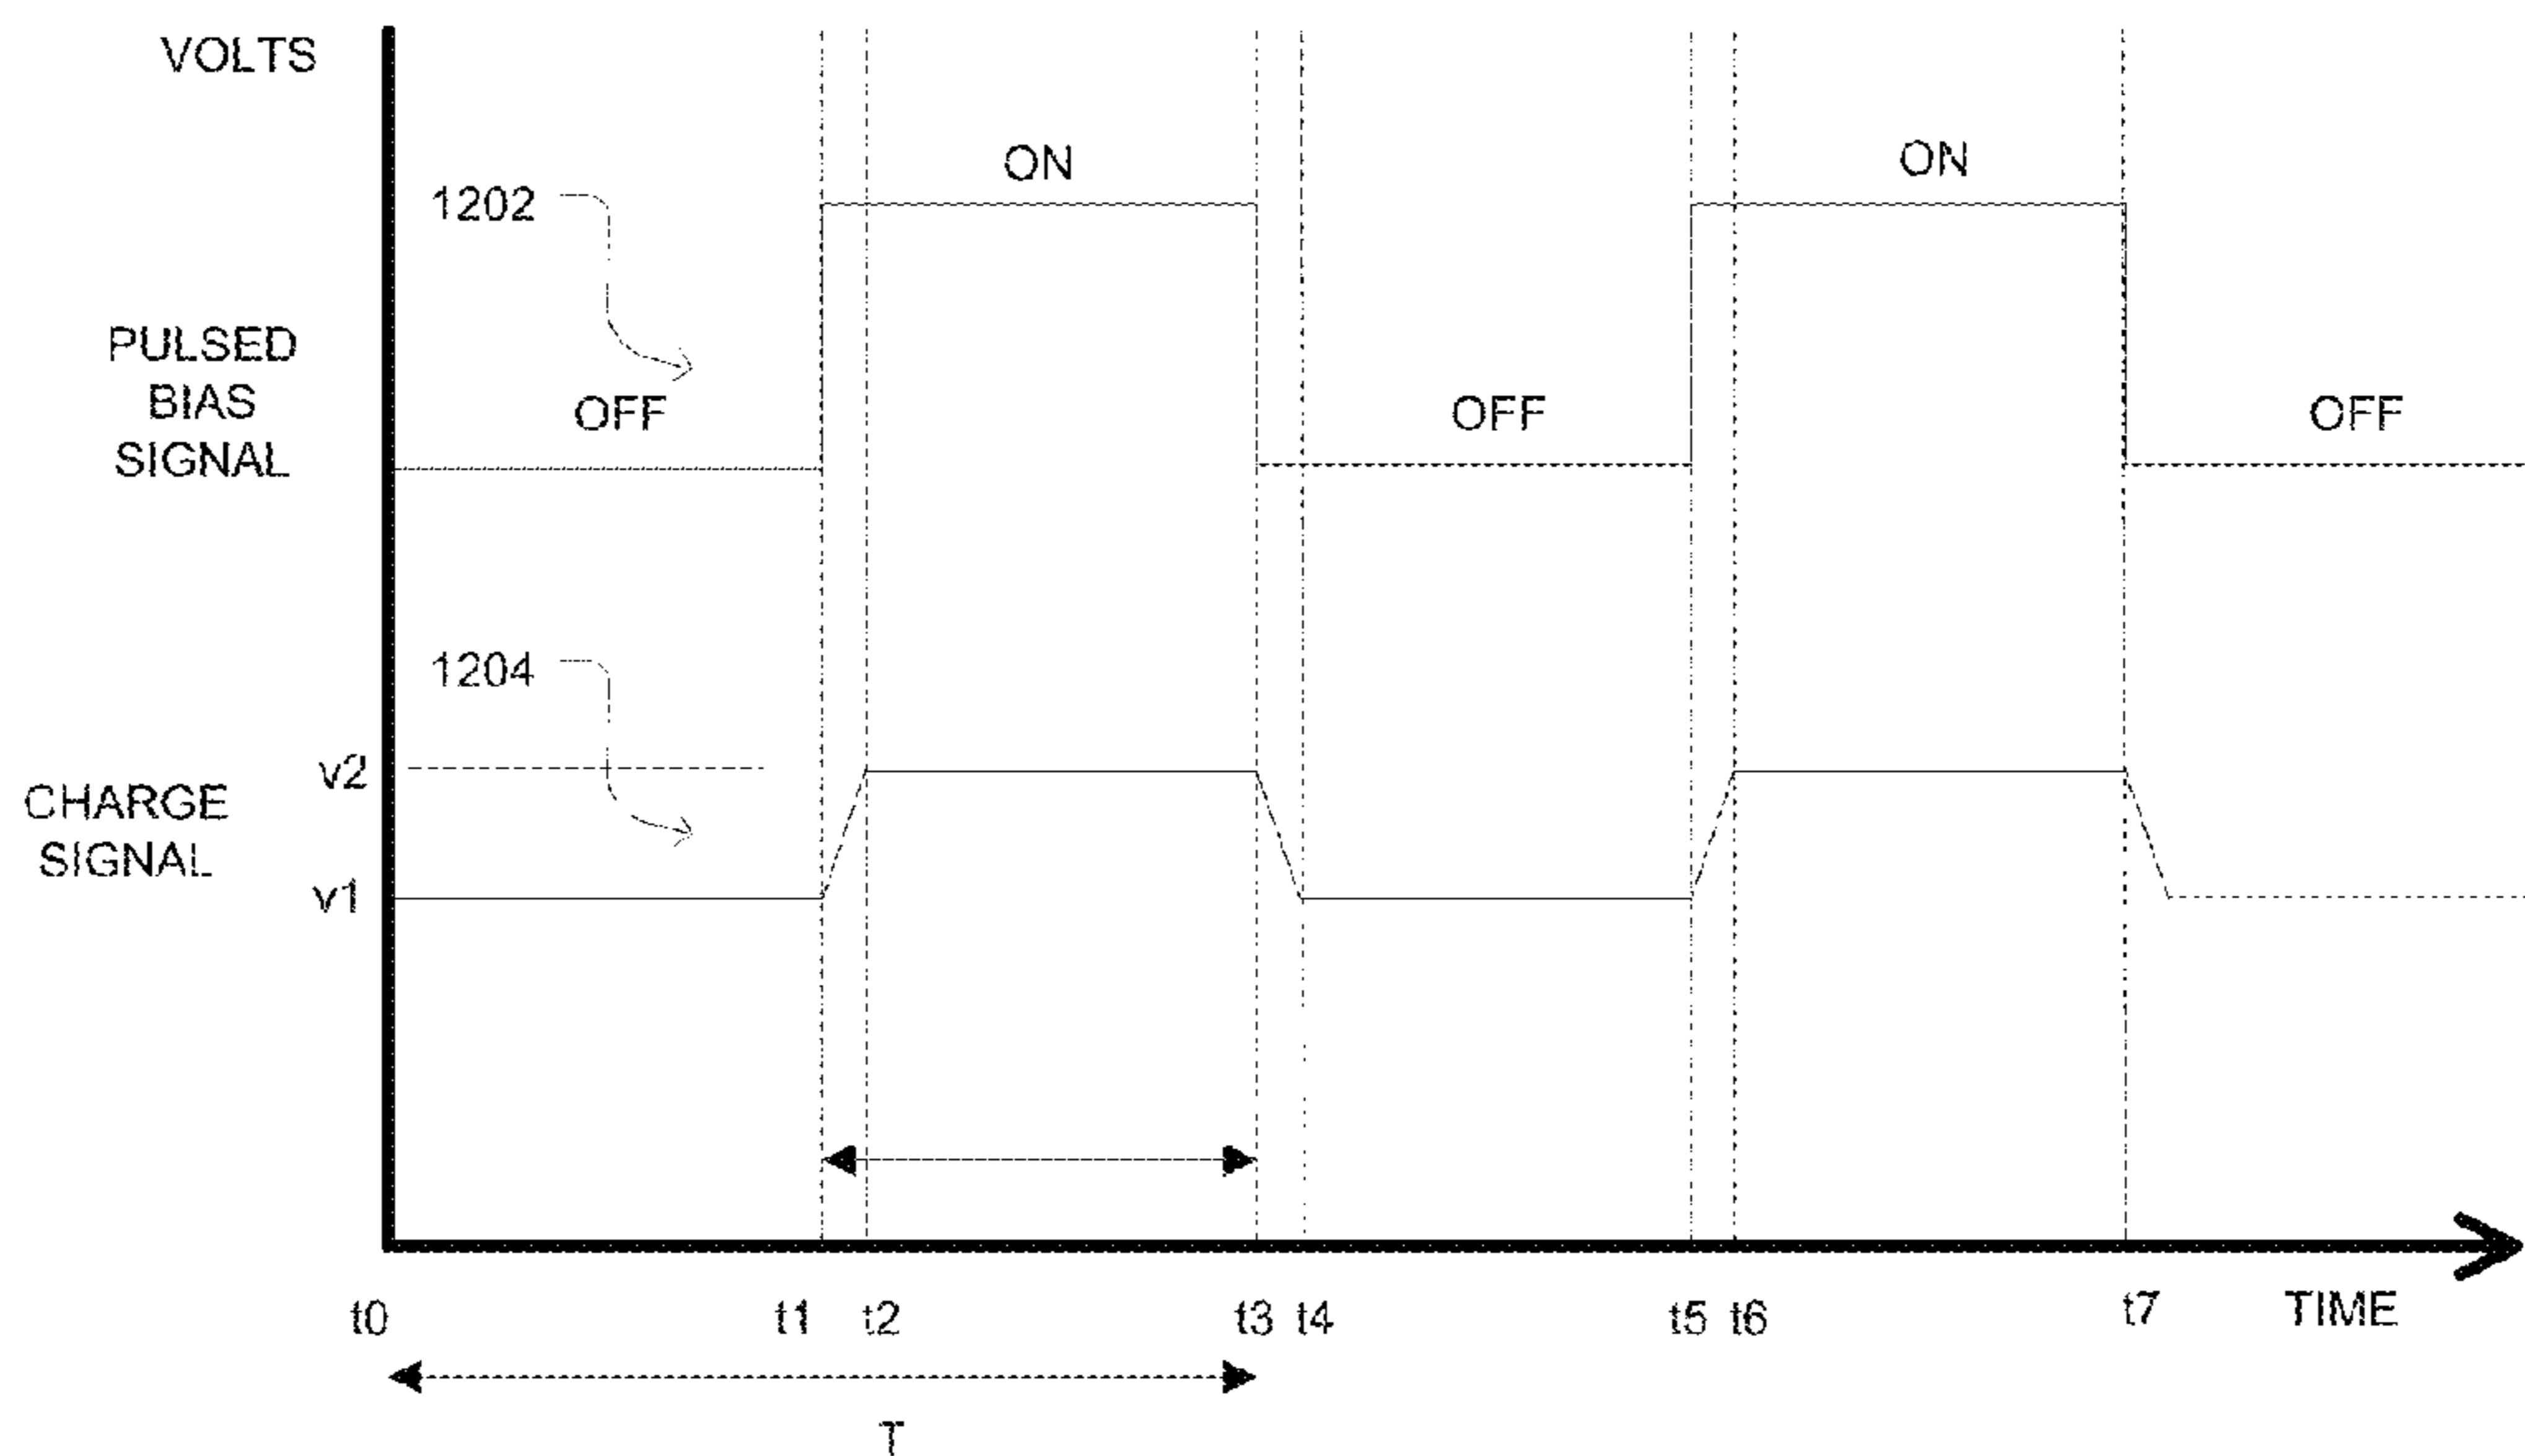 VOLTS
ON
ON
1202
PULSED
BIAS
SIGNAL
OFF
OFF
OFF
1204
v2
CHARGE
SIGNAL
v1
t0
t1
t2
t3
t4
t5
t6
t7
TIME
T